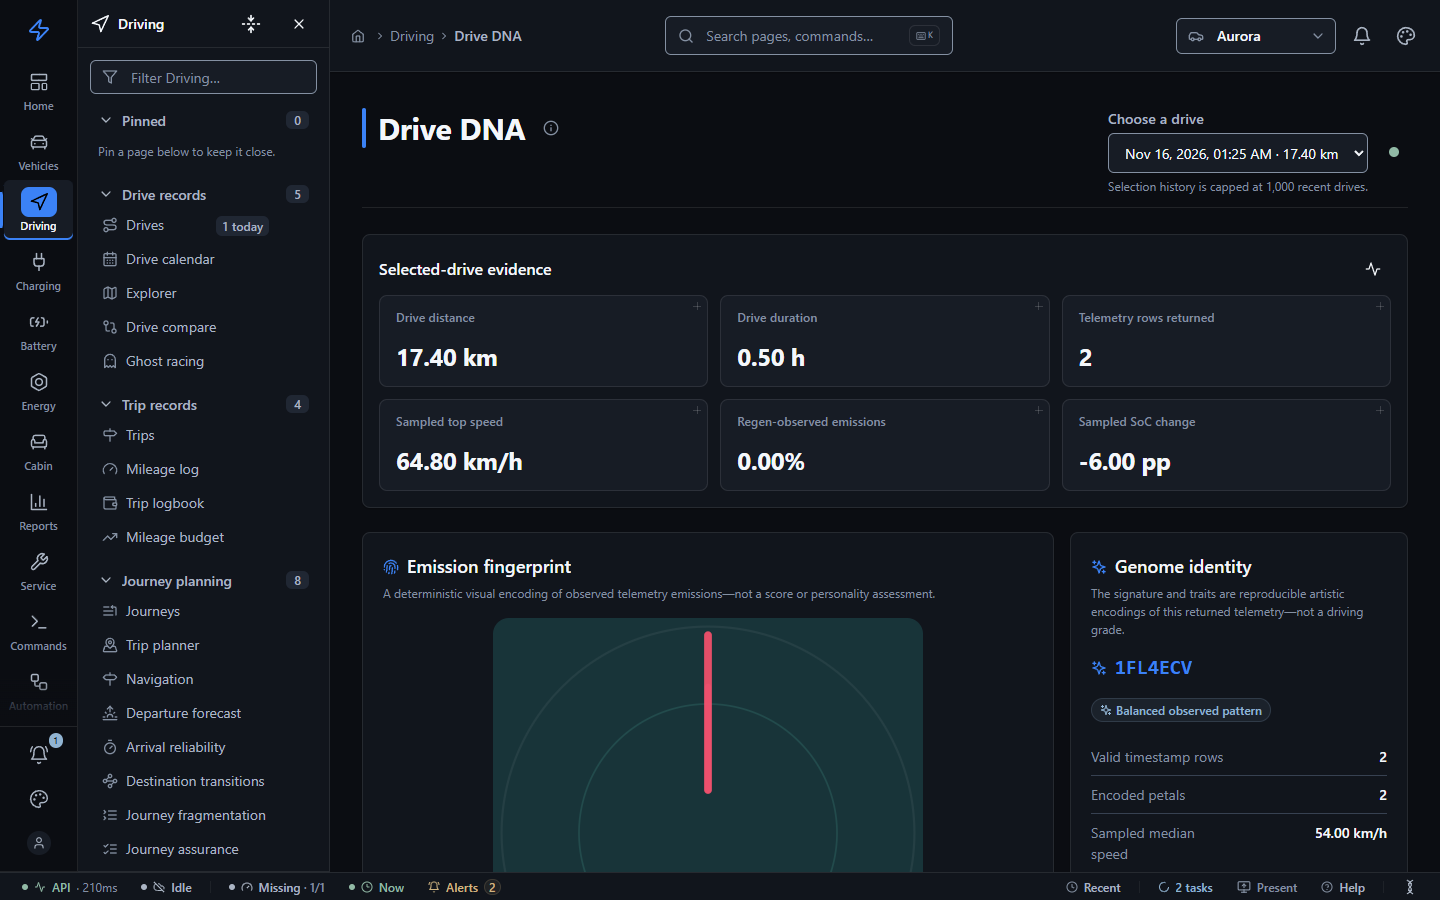 Home
Vehicles
Driving
Charging
Battery
Energy
Cabin
Reports
Service
Commands
Automation
1
Driving
Filter Driving...
Pinned 0
Pin a page below to keep it close.
Drive records 5
Drives 1 today
Drive calendar
Explorer
Drive compare
Ghost racing
Trip records 4
Trips
Mileage log
Trip logbook
Mileage budget
Journey planning 8
Journeys
Trip planner
Navigation
Departure forecast
Arrival reliability
Destination transitions
Journey fragmentation
Journey assurance
Driving Drive DNA
Search pages, commands... K
Aurora
Drive DNA
Choose a drive
Nov 16, 2026, 01:25 AM · 17.40 km
Selection history is capped at 1,000 recent drives.
Selected-drive evidence
Drive distance
17.40 km
Drive duration
0.50 h
Telemetry rows returned
2
Sampled top speed
64.80 km/h
Regen-observed emissions
0.00%
Sampled SoC change
-6.00 pp
Emission fingerprint
A deterministic visual encoding of observed telemetry emissions—not a score or personality assessment.
Genome identity
The signature and traits are reproducible artistic
encodings of this returned telemetry—not a driving
grade.
1FL4ECV
Balanced observed pattern
Valid timestamp rows 2
Encoded petals 2
Sampled median speed 54.00 km/h
API · 210ms
Idle
Missing · 1/1
Now
Alerts 2
Recent
2 tasks
Present
Help